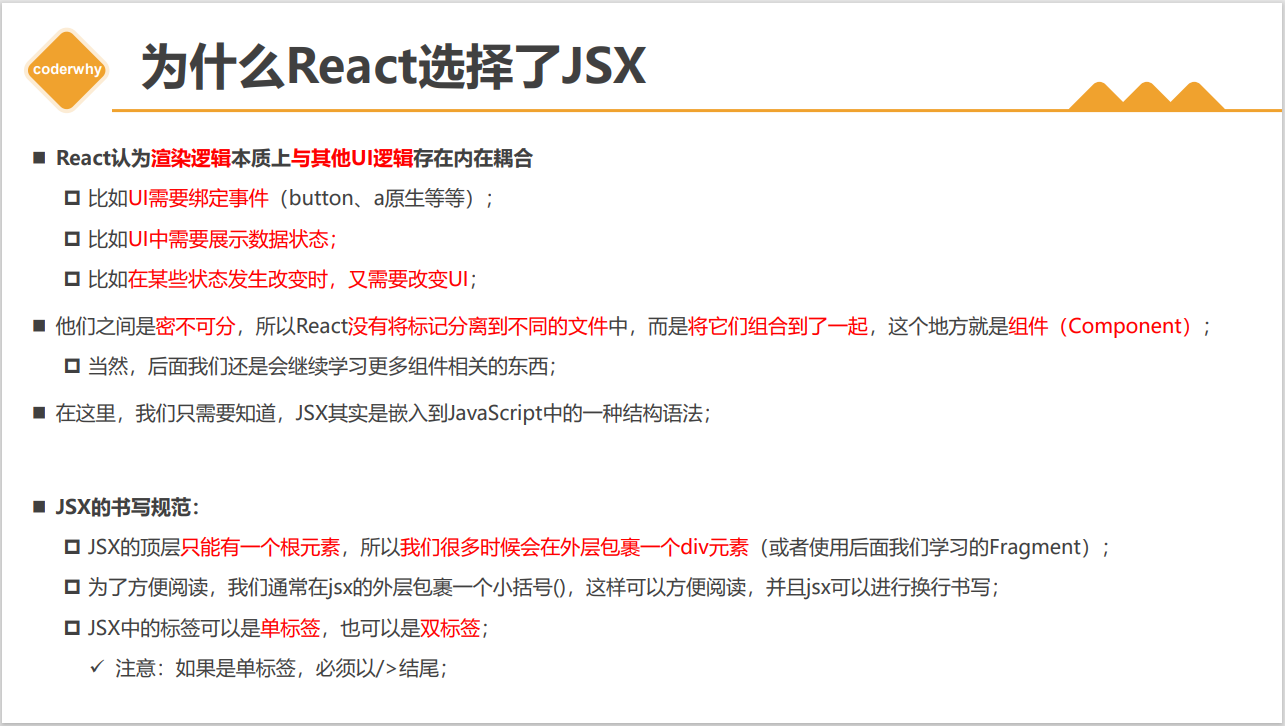 coderwhy
为什么React选择了JSX
React认为渲染逻辑本质上与其他UI逻辑存在内在耦合
比如UI需要绑定事件（button、a原生等等）；
比如UI中需要展示数据状态；
比如在某些状态发生改变时，又需要改变UI；
他们之间是密不可分，所以React没有将标记分离到不同的文件中，而是将它们组合到了一起，这个地方就是组件（Component）；
当然，后面我们还是会继续学习更多组件相关的东西；
在这里，我们只需要知道，JSX其实是嵌入到JavaScript中的一种结构语法；
JSX的书写规范：
JSX的顶层只能有一个根元素，所以我们很多时候会在外层包裹一个div元素（或者使用后面我们学习的Fragment）；
为了方便阅读，我们通常在jsx的外层包裹一个小括号()，这样可以方便阅读，并且jsx可以进行换行书写；
JSX中的标签可以是单标签，也可以是双标签；
注意：如果是单标签，必须以/>结尾；